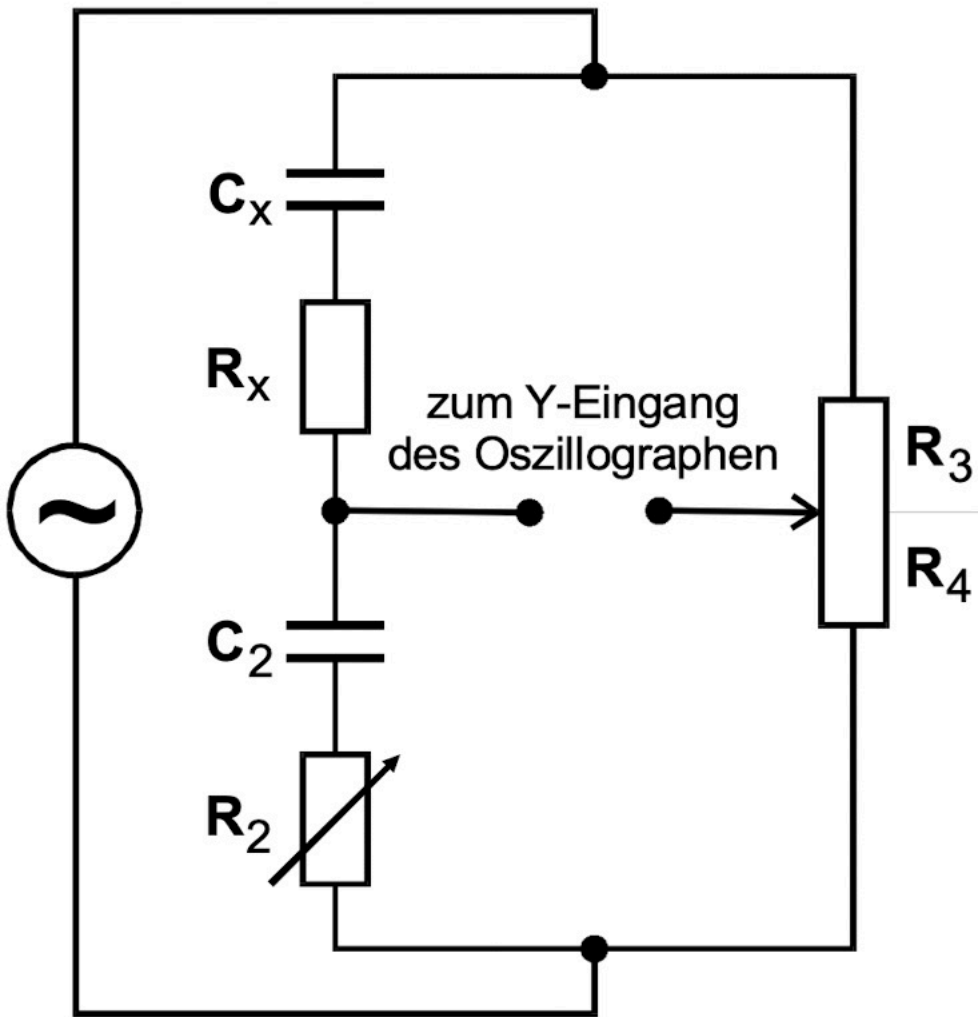 Cₓ
Rₓ
zum Y-Eingang
des Oszillographen
R₃
R₄
C₂
R₂
~